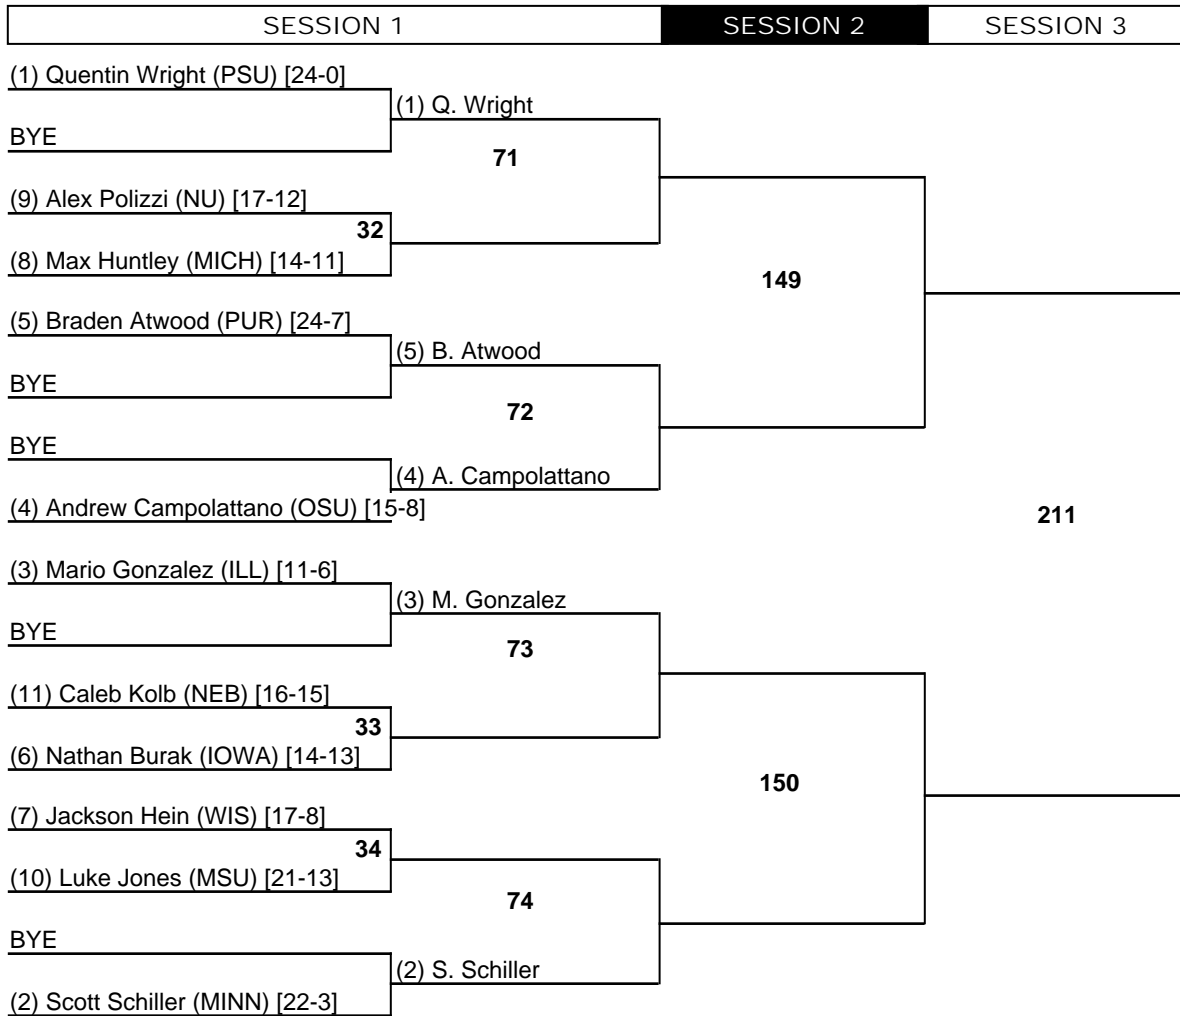 SESSION 1 SESSION 2 SESSION 3
(1) Quentin Wright (PSU) [24-0]
(1) Q. Wright
BYE
71
(9) Alex Polizzi (NU) [17-12]
32
(8) Max Huntley (MICH) [14-11]
149
(5) Braden Atwood (PUR) [24-7]
(5) B. Atwood
BYE
72
BYE
(4) A. Campolattano
(4) Andrew Campolattano (OSU) [15-8]
211
(3) Mario Gonzalez (ILL) [11-6]
(3) M. Gonzalez
BYE
73
(11) Caleb Kolb (NEB) [16-15]
33
(6) Nathan Burak (IOWA) [14-13]
150
(7) Jackson Hein (WIS) [17-8]
34
(10) Luke Jones (MSU) [21-13]
74
BYE
(2) S. Schiller
(2) Scott Schiller (MINN) [22-3]